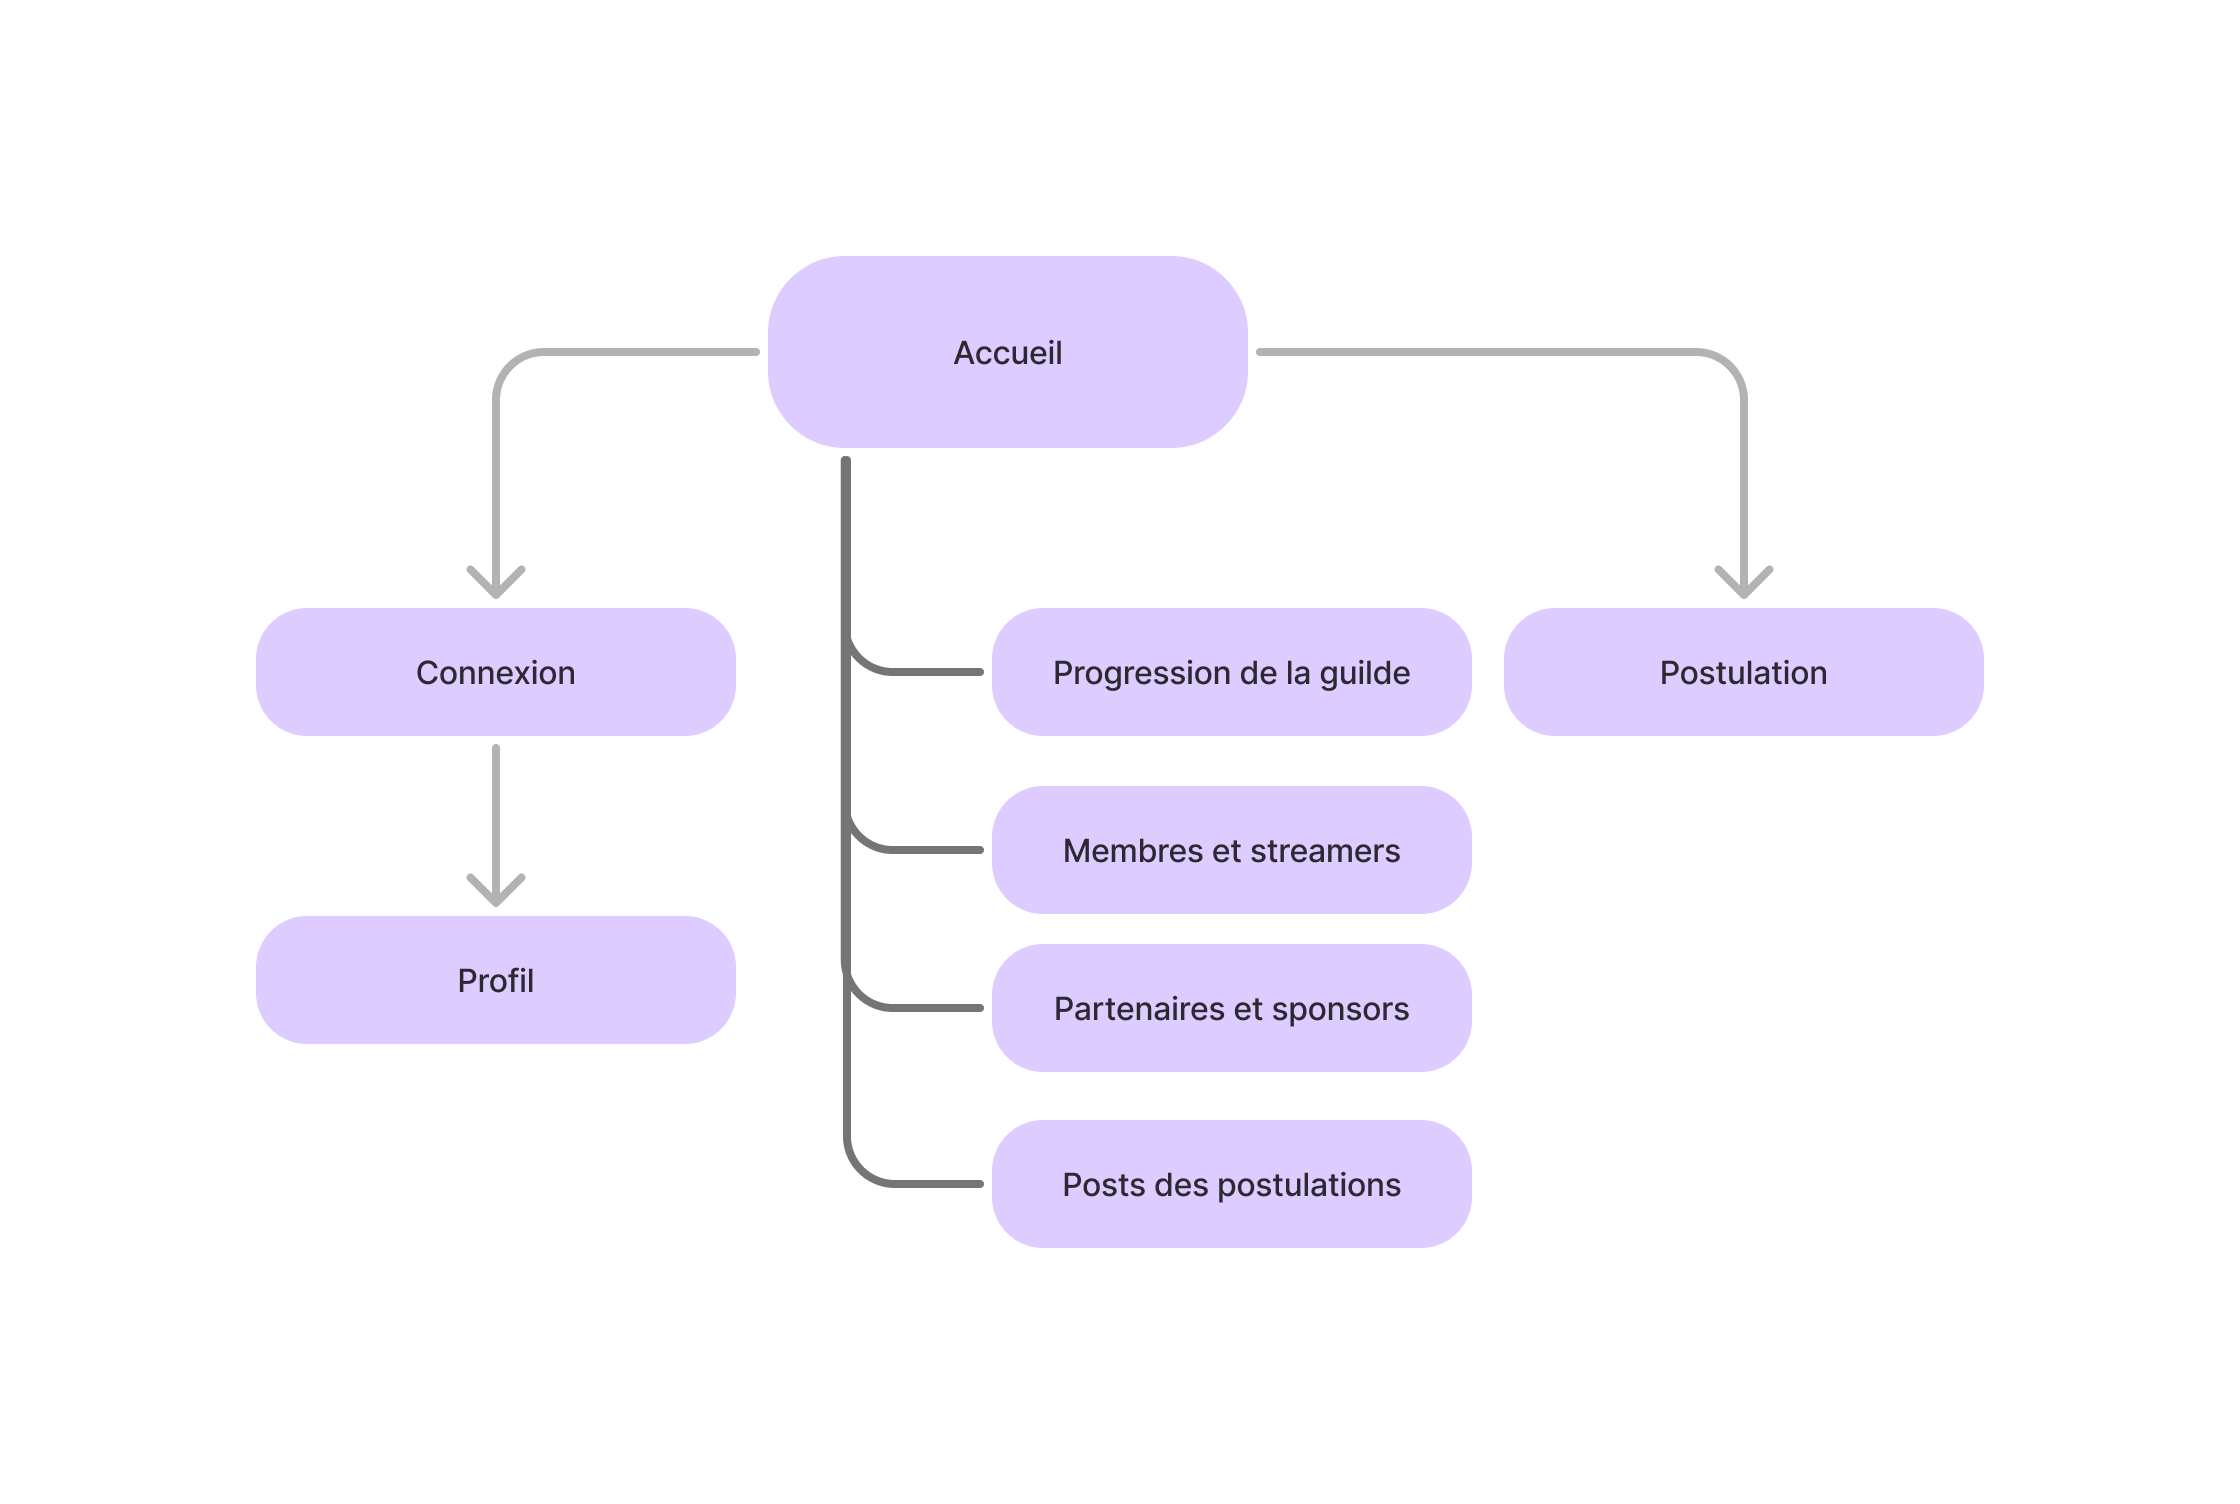 Accueil
Connexion
Progression de la guilde
Postulation
Membres et streamers
Profil
Partenaires et sponsors
Posts des postulations